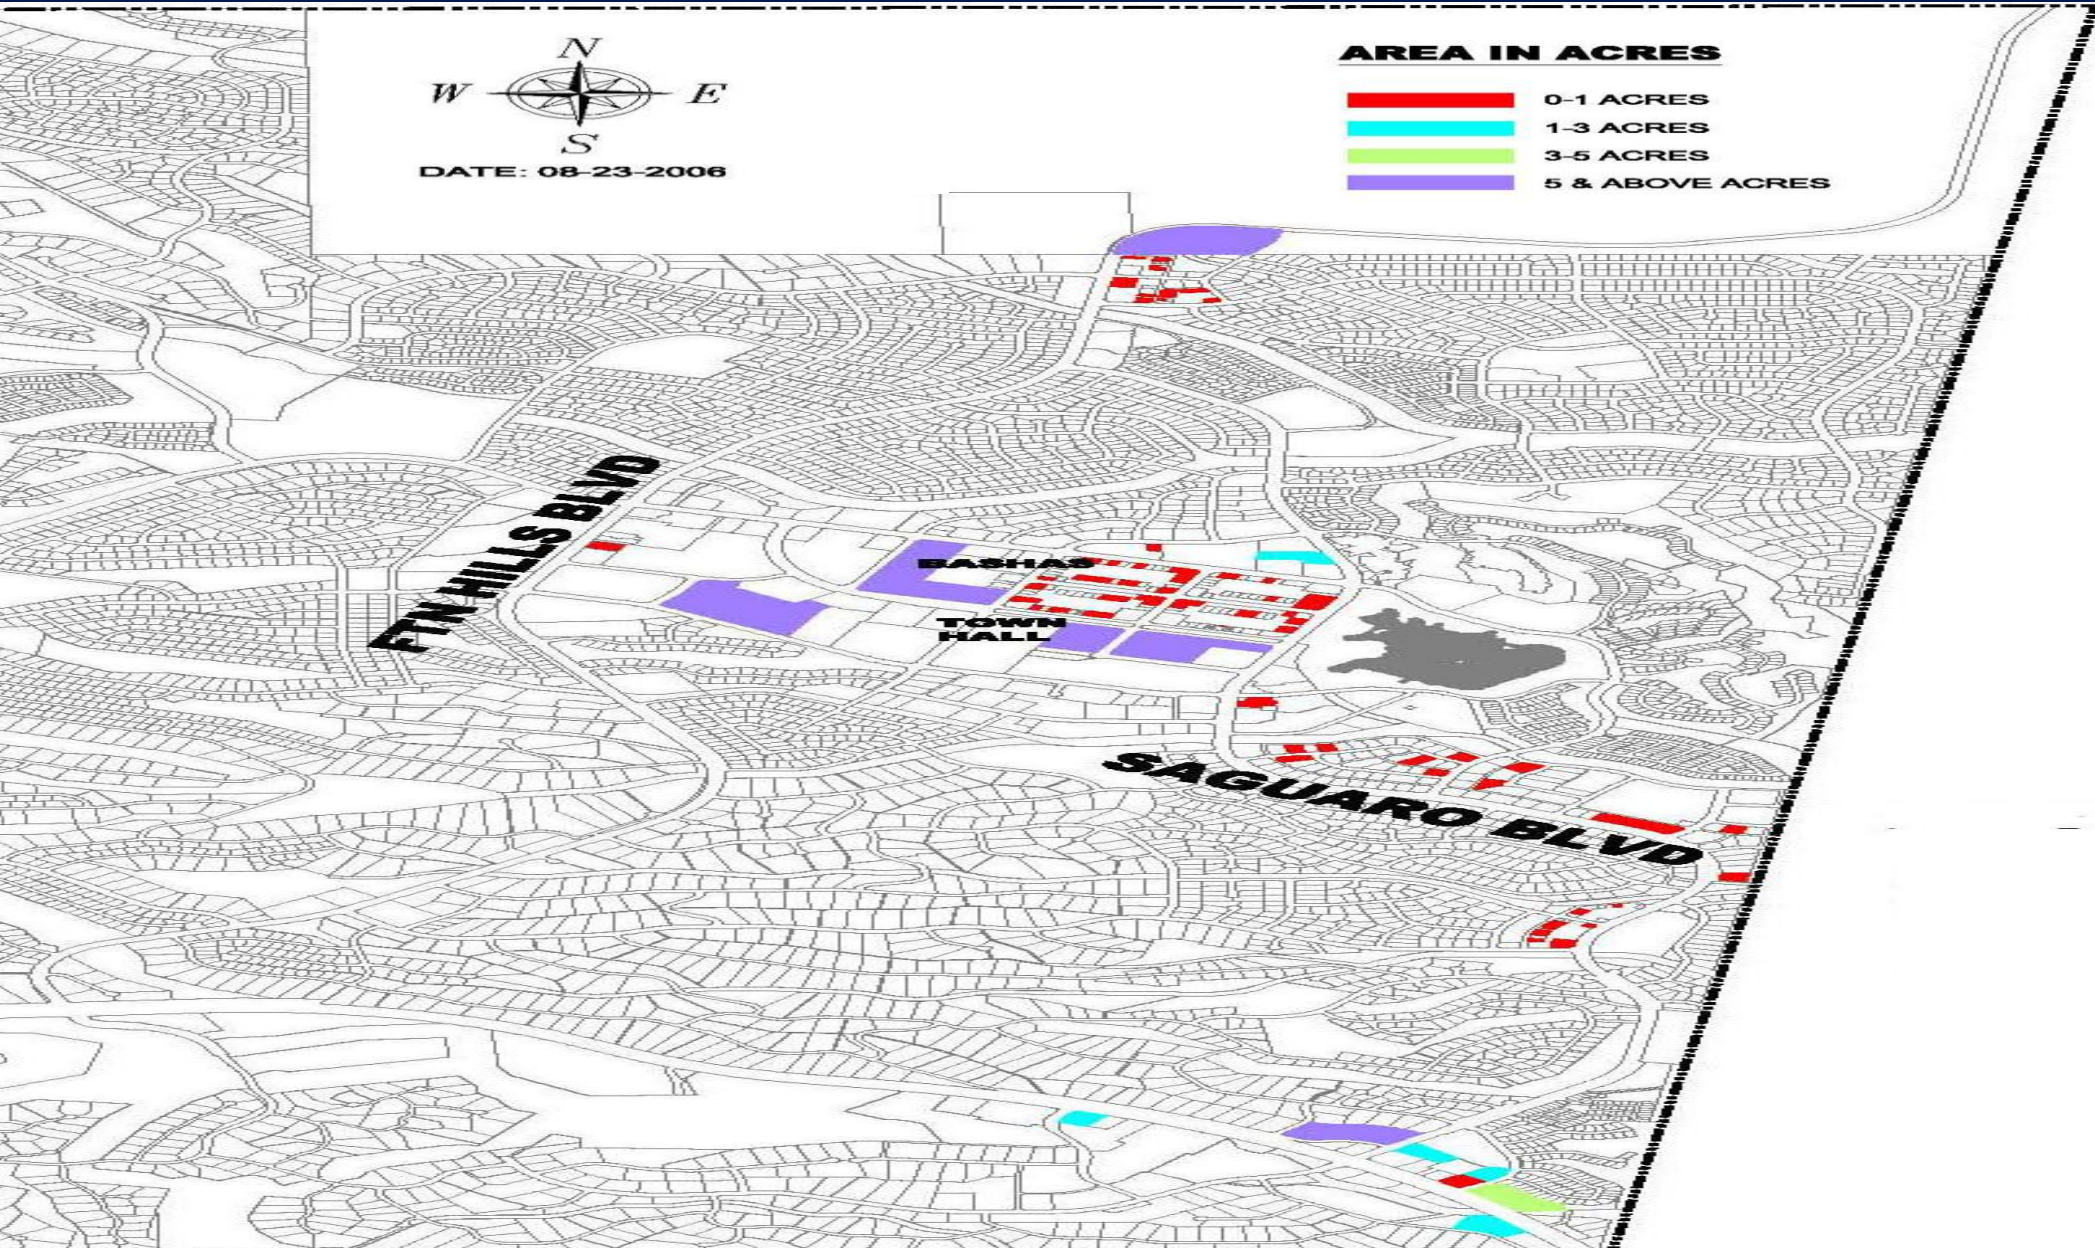 N
W E
S
DATE: 08-23-2006
AREA IN ACRES
0-1 ACRES
1-3 ACRES
3-5 ACRES
5 & ABOVE ACRES
FTN HILLS BLVD
BASHAS
TOWN
HALL
SAGUARO BLVD